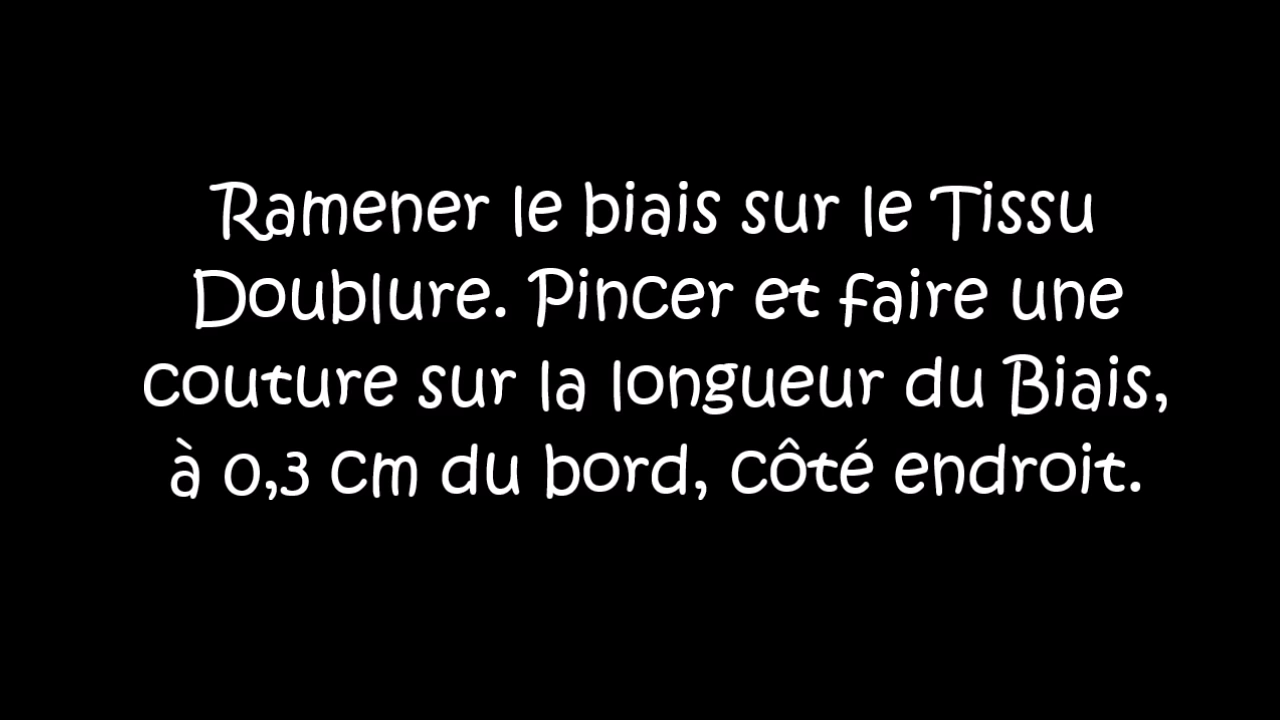 Ramener le biais sur le Tissu
Doublure. Pincer et faire une
couture sur la longueur du Biais,
à 0,3 cm du bord, côté endroit.